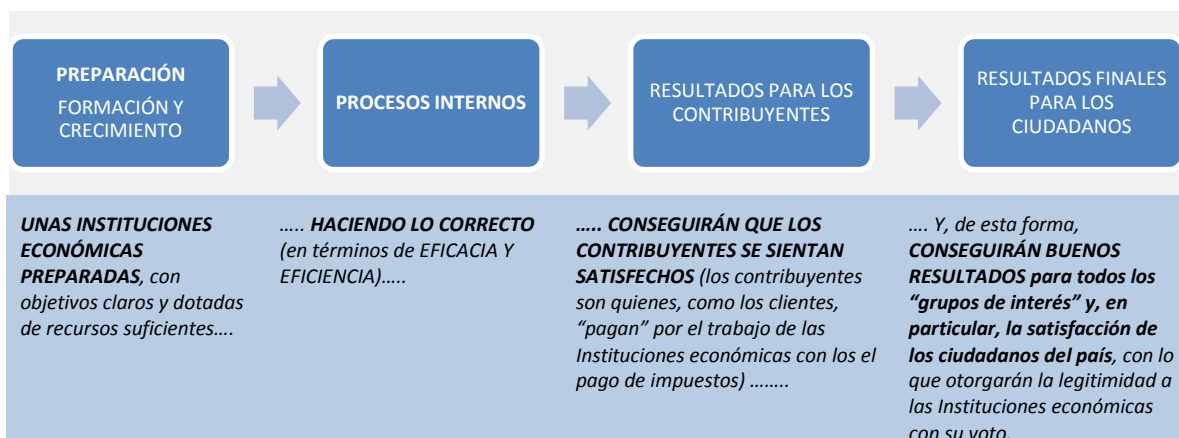 PREPARACIÓN
FORMACIÓN Y
CRECIMIENTO
PROCESOS INTERNOS
RESULTADOS PARA LOS
CONTRIBUYENTES
RESULTADOS FINALES
PARA LOS
CIUDADANOS
UNAS INSTITUCIONES
ECONÓMICAS
PREPARADAS, con
objetivos claros y dotadas
de recursos suficientes….
….. HACIENDO LO CORRECTO
(en términos de EFICACIA Y
EFICIENCIA)…..
….. CONSEGUIRÁN QUE LOS
CONTRIBUYENTES SE SIENTAN
SATISFECHOS (los contribuyentes
son quienes, como los clientes,
“pagan” por el trabajo de las
Instituciones económicas con los el
pago de impuestos) ……..
…. Y, de esta forma,
CONSEGUIRÁN BUENOS
RESULTADOS para todos los
“grupos de interés” y, en
particular, la satisfacción de
los ciudadanos del país, con lo
que otorgarán la legitimidad a
las Instituciones económicas
con su voto.